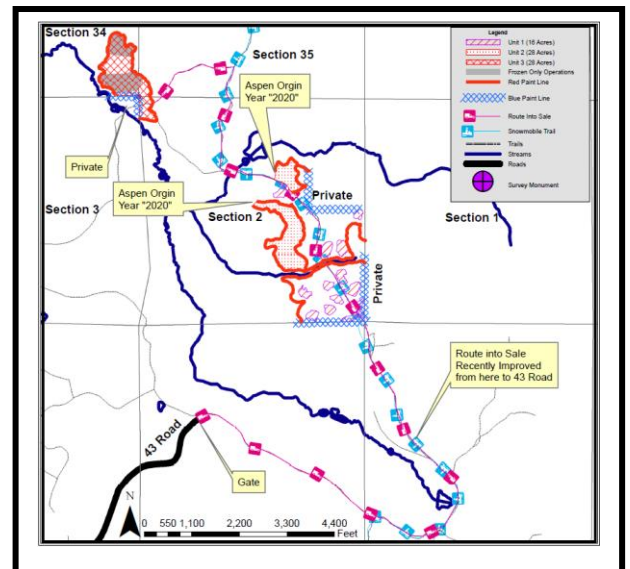 Section 34
Section 35
Aspen Orgin
Year "2020"
Private
Aspen Orgin
Year "2020"
Private
Section 3
Section 2
Section 1
Private
Route into Sale
Recently Improved
from here to 43 Road
43 Road
Gate
N
0 550 1,100 2,200 3,300 4,400
Feet
Legend
Unit 1 (16 Acres)
Unit 2 (28 Acres)
Unit 3 (28 Acres)
Frozen Only Operations
Red Paint Line
Blue Paint Line
Route Into Sale
Snowmobile Trail
Trails
Streams
Roads
Survey Monument